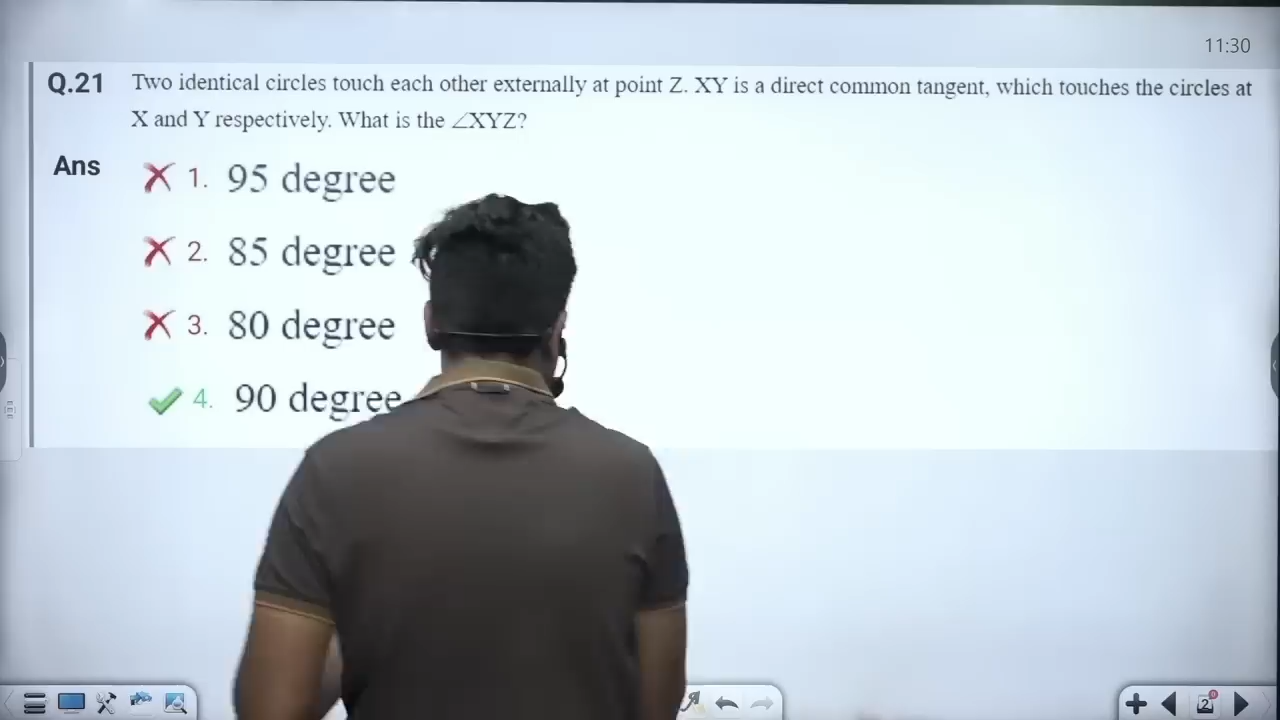 11:30
Q.21 Two identical circles touch each other externally at point Z. XY is a direct common tangent, which touches the circles at
X and Y respectively. What is the ∠XYZ?
Ans
1. 95 degree
2. 85 degree
3. 80 degree
4. 90 degree
2